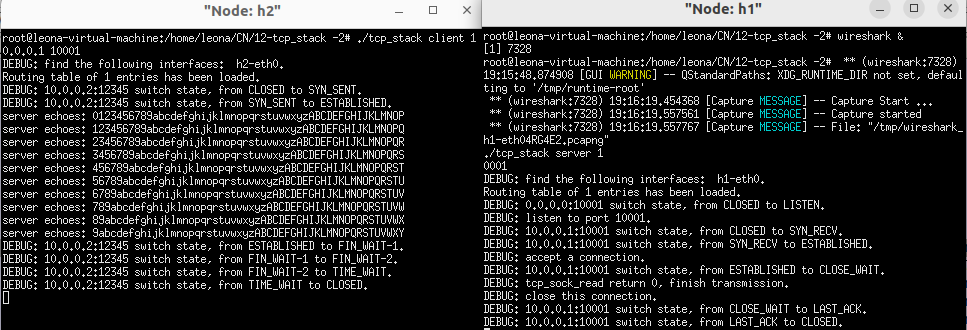 "Node: h2"
root@leona-virtual-machine:/home/leona/CN/12-tcp_stack -2# ./tcp_stack client 1
0.0.0.1 10001
DEBUG: find the following interfaces:  h2-eth0.
Routing table of 1 entries has been loaded.
DEBUG: 10.0.0.2:12345 switch state, from CLOSED to SYN_SENT.
DEBUG: 10.0.0.2:12345 switch state, from SYN_SENT to ESTABLISHED.
server echoes: 0123456789abcdefghijklmnopqrstuvwxyzABCDEFGHIJKLMNOP
server echoes: 123456789abcdefghijklmnopqrstuvwxyzABCDEFGHIJKLMNOPQ
server echoes: 23456789abcdefghijklmnopqrstuvwxyzABCDEFGHIJKLMNOPQR
server echoes: 3456789abcdefghijklmnopqrstuvwxyzABCDEFGHIJKLMNOPQRS
server echoes: 456789abcdefghijklmnopqrstuvwxyzABCDEFGHIJKLMNOPQRST
server echoes: 56789abcdefghijklmnopqrstuvwxyzABCDEFGHIJKLMNOPQRSTU
server echoes: 6789abcdefghijklmnopqrstuvwxyzABCDEFGHIJKLMNOPQRSTUV
server echoes: 789abcdefghijklmnopqrstuvwxyzABCDEFGHIJKLMNOPQRSTUVW
server echoes: 89abcdefghijklmnopqrstuvwxyzABCDEFGHIJKLMNOPQRSTUVWX
server echoes: 9abcdefghijklmnopqrstuvwxyzABCDEFGHIJKLMNOPQRSTUVWXY
DEBUG: 10.0.0.2:12345 switch state, from ESTABLISHED to FIN_WAIT-1.
DEBUG: 10.0.0.2:12345 switch state, from FIN_WAIT-1 to FIN_WAIT-2.
DEBUG: 10.0.0.2:12345 switch state, from FIN_WAIT-2 to TIME_WAIT.
DEBUG: 10.0.0.2:12345 switch state, from TIME_WAIT to CLOSED.
"Node: h1"
root@leona-virtual-machine:/home/leona/CN/12-tcp_stack -2# wireshark &
[1] 7328
root@leona-virtual-machine:/home/leona/CN/12-tcp_stack -2#  ** (wireshark:7328)
19:15:48.874908 [GUI WARNING] -- QStandardPaths: XDG_RUNTIME_DIR not set, defaul
ting to '/tmp/runtime-root'
 ** (wireshark:7328) 19:16:19.454368 [Capture MESSAGE] -- Capture Start ...
 ** (wireshark:7328) 19:16:19.557561 [Capture MESSAGE] -- Capture started
 ** (wireshark:7328) 19:16:19.557767 [Capture MESSAGE] -- File: "/tmp/wireshark_
h1-eth04RG4E2.pcapng"
./tcp_stack server 1
0001
DEBUG: find the following interfaces:  h1-eth0.
Routing table of 1 entries has been loaded.
DEBUG: 0.0.0.0:10001 switch state, from CLOSED to LISTEN.
DEBUG: listen to port 10001.
DEBUG: 10.0.0.1:10001 switch state, from CLOSED to SYN_RECV.
DEBUG: 10.0.0.1:10001 switch state, from SYN_RECV to ESTABLISHED.
DEBUG: accept a connection.
DEBUG: 10.0.0.1:10001 switch state, from ESTABLISHED to CLOSE_WAIT.
DEBUG: tcp_sock_read return 0, finish transmission.
DEBUG: close this connection.
DEBUG: 10.0.0.1:10001 switch state, from CLOSE_WAIT to LAST_ACK.
DEBUG: 10.0.0.1:10001 switch state, from LAST_ACK to CLOSED.